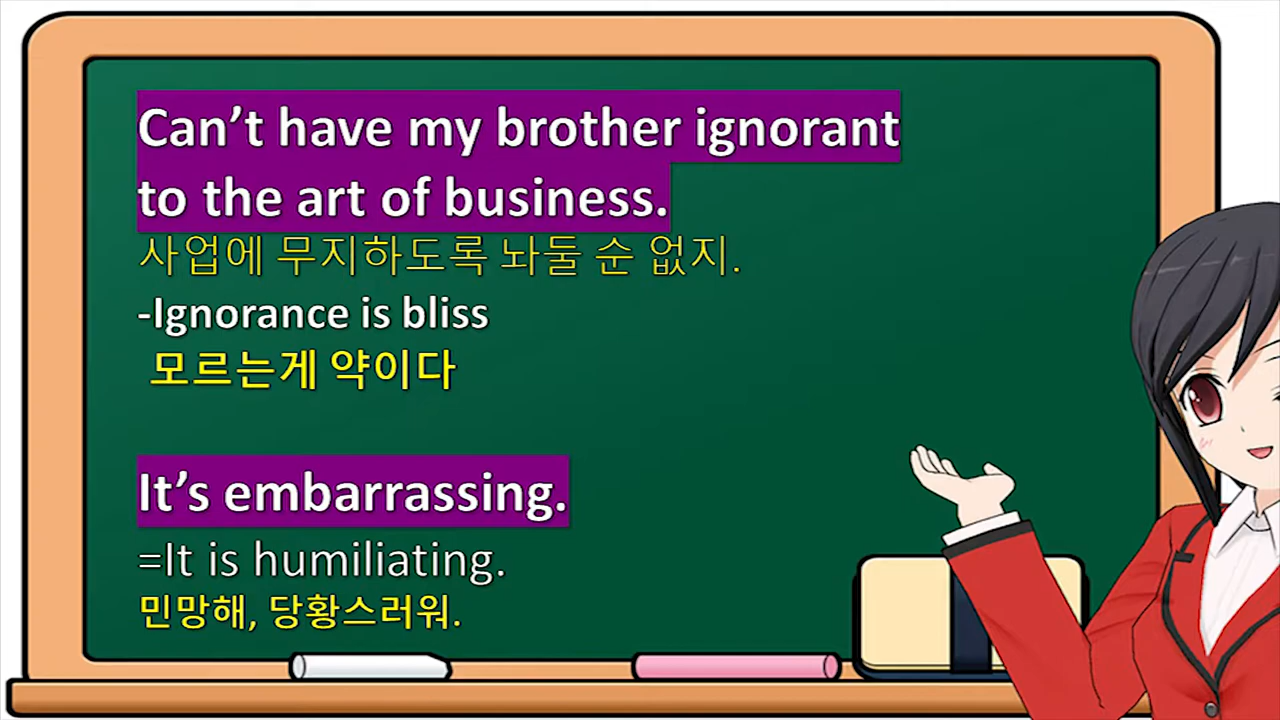 Can’t have my brother ignorant
to the art of business.
사업에 무지하도록 놔둘 순 없지.
-Ignorance is bliss
모르는게 약이다
It’s embarrassing.
=It is humiliating.
민망해, 당황스러워.